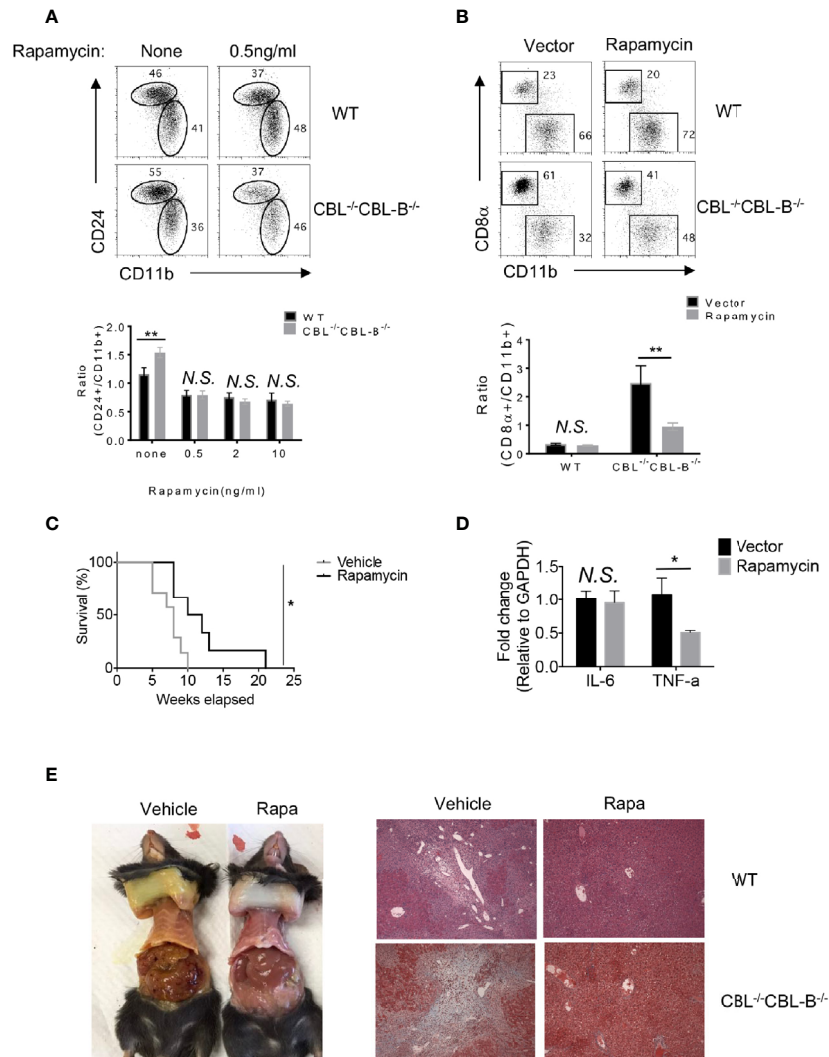 A
Rapamycin: None 0.5ng/ml
46 37
41 48
WT
55 37
36 46
CBL-/-CBL-B-/-
CD24
CD11b
WT
CBL-/-CBL-B-/-
Ratio
(CD24+/CD11b+)
2.0
1.5
1.0
0.5
0.0
**
N.S. N.S. N.S.
none 0.5 2 10
Rapamycin(ng/ml)
B
Vector Rapamycin
23 20
66 72
WT
61 41
32 48
CBL-/-CBL-B-/-
CD8α
CD11b
Vector
Rapamycin
Ratio
(CD8α+/CD11b+)
4
3
2
1
0
N.S.
**
WT CBL-/-CBL-B-/-
C
Survival (%)
100
50
0
0 5 10 15 20 25
Weeks elapsed
Vehicle
Rapamycin
*
D
Vector
Rapamycin
Fold change
(Relative to GAPDH)
1.5
1.0
0.5
0.0
N.S.
*
IL-6 TNF-a
E
Vehicle Rapa
Vehicle Rapa
WT
CBL-/-CBL-B-/-